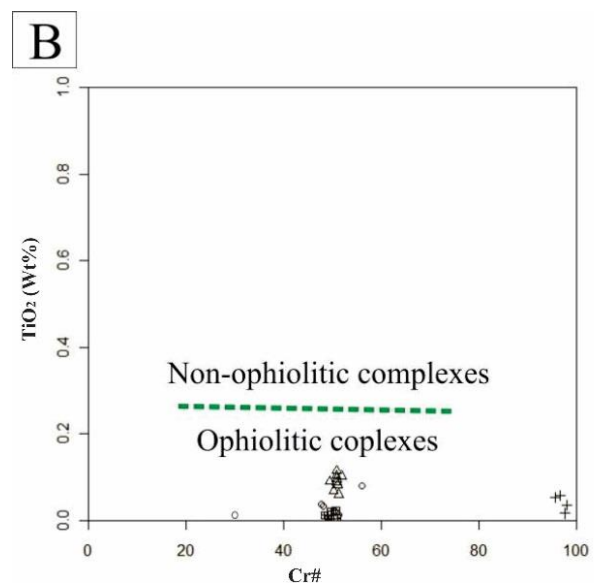 B
1.0
0.8
0.6
0.4
0.2
0.0
TiO2 (Wt%)
Non-ophiolitic complexes
Ophiolitic coplexes
0 20 40 60 80 100
Cr#